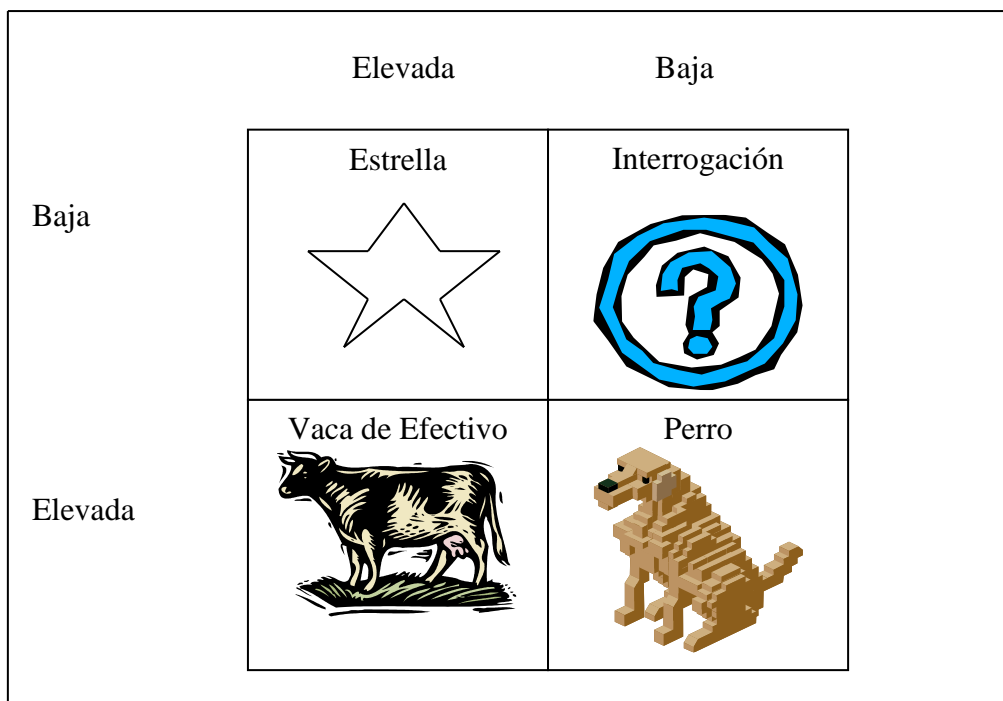 Elevada Baja
Estrella Interrogación
Baja
?
Vaca de Efectivo Perro
Elevada